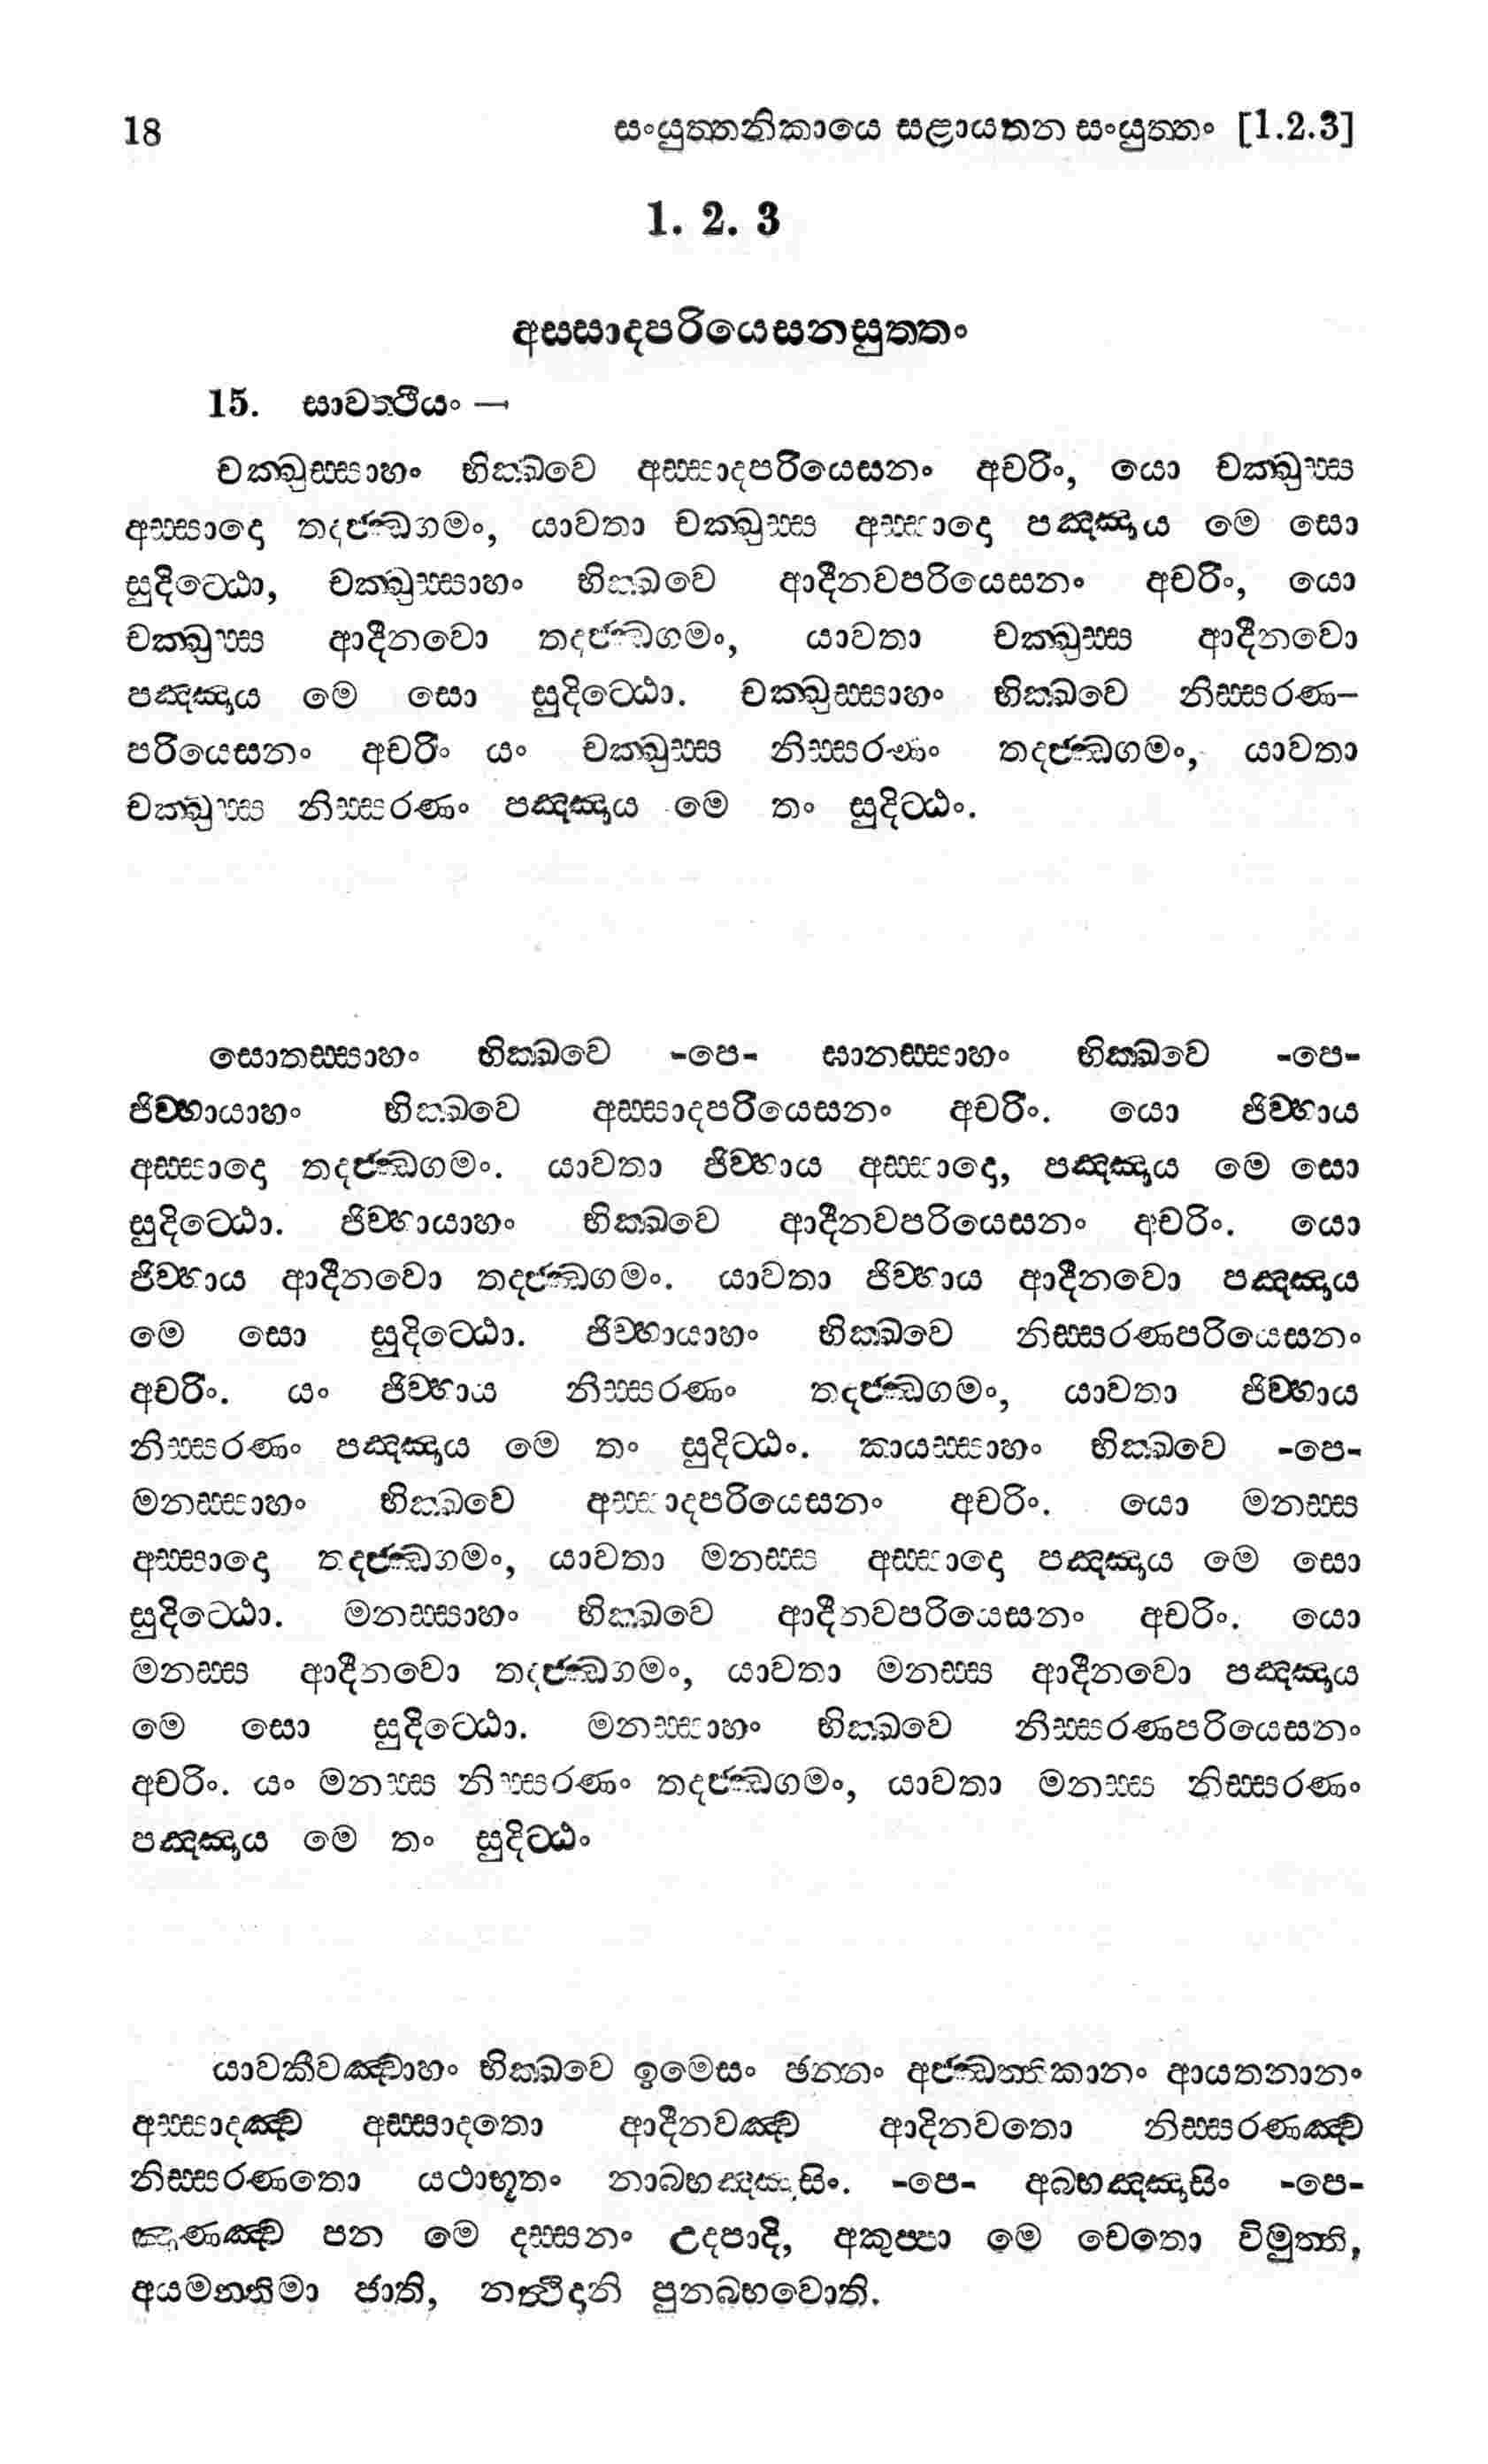 18 සංයුත්තනිකායෙ සළායතන සංයුත්තං [1.2.3]
1. 2. 3
අස්සාදපරියෙසනසුත්තං
15. සාවත්ථියං —
චක්ඛුස්සාහං භික්ඛවෙ අස්සාදපරියෙසනං අචරිං, යො චක්ඛුස්ස
අස්සාදො තදජ්ඣගමං, යාවතා චක්ඛුස්ස අස්සාදො පඤ්ඤාය මෙ සො
සුදිට්ඨො, චක්ඛුස්සාහං භික්ඛවෙ ආදීනවපරියෙසනං අචරිං, යො
චක්ඛුස්ස ආදීනවො තදජ්ඣගමං, යාවතා චක්ඛුස්ස ආදීනවො
පඤ්ඤාය මෙ සො සුදිට්ඨො. චක්ඛුස්සාහං භික්ඛවෙ නිස්සරණ–
පරියෙසනං අචරිං යං චක්ඛුස්ස නිස්සරණං තදජ්ඣගමං, යාවතා
චක්ඛුස්ස නිස්සරණං පඤ්ඤාය මෙ තං සුදිට්ඨං.
සොතස්සාහං භික්ඛවෙ -පෙ- ඝානස්සාහං භික්ඛවෙ -පෙ-
ජිව්හායාහං භික්ඛවෙ අස්සාදපරියෙසනං අචරිං. යො ජිව්හාය
අස්සාදො තදජ්ඣගමං. යාවතා ජිව්හාය අස්සාදො, පඤ්ඤාය මෙ සො
සුදිට්ඨො. ජිව්හායාහං භික්ඛවෙ ආදීනවපරියෙසනං අචරිං. යො
ජිව්හාය ආදීනවො තදජ්ඣගමං. යාවතා ජිව්හාය ආදීනවො පඤ්ඤාය
මෙ සො සුදිට්ඨො. ජිව්හායාහං භික්ඛවෙ නිස්සරණපරියෙසනං
අචරිං. යං ජිව්හාය නිස්සරණං තදජ්ඣගමං, යාවතා ජිව්හාය
නිස්සරණං පඤ්ඤාය මෙ තං සුදිට්ඨං. කායස්සාහං භික්ඛවෙ -පෙ-
මනස්සාහං භික්ඛවෙ අස්සාදපරියෙසනං අචරිං. යො මනස්ස
අස්සාදො තදජ්ඣගමං, යාවතා මනස්ස අස්සාදො පඤ්ඤාය මෙ සො
සුදිට්ඨො. මනස්සාහං භික්ඛවෙ ආදීනවපරියෙසනං අචරිං. යො
මනස්ස ආදීනවො තදජ්ඣගමං, යාවතා මනස්ස ආදීනවො පඤ්ඤාය
මෙ සො සුදිට්ඨො. මනස්සාහං භික්ඛවෙ නිස්සරණපරියෙසනං
අචරිං. යං මනස්ස නිස්සරණං තදජ්ඣගමං, යාවතා මනස්ස නිස්සරණං
පඤ්ඤාය මෙ තං සුදිට්ඨං
යාවකීවඤ්චාහං භික්ඛවෙ ඉමෙසං ඡන්නං අජ්ඣත්තිකානං ආයතනානං
අස්සාදඤ්ච අස්සාදතො ආදීනවඤ්ච ආදිනවතො නිස්සරණඤ්ච
නිස්සරණතො යථාභූතං නාබ්භඤ්ඤාසිං. -පෙ- අබ්භඤ්ඤාසිං -පෙ-
ඤාණඤ්ච පන මෙ දස්සනං උදපාදි, අකුප්පා මෙ චෙතො විමුත්ති,
අයමන්තිමා ජාති, නත්ථිදානි පුනබ්භවොති.